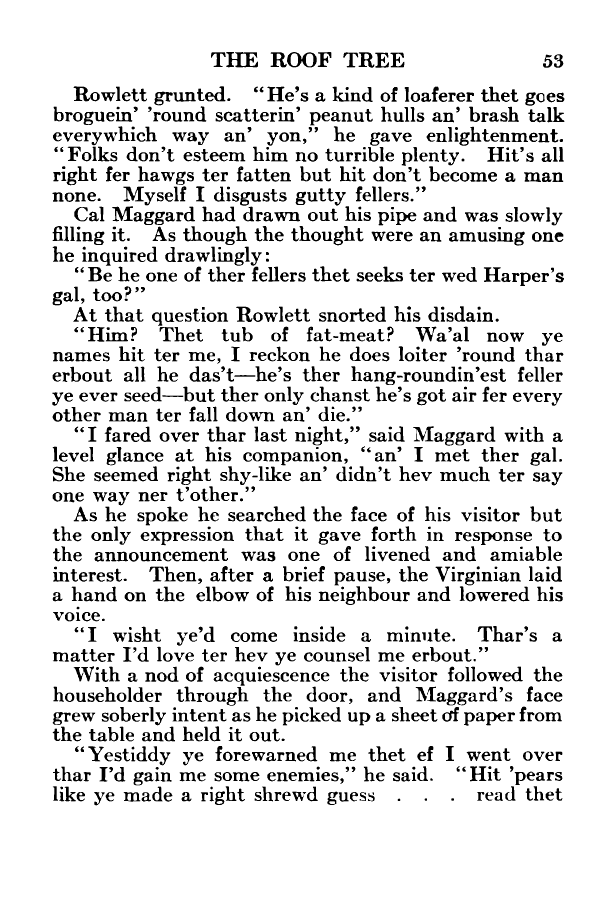 THE ROOF TREE 53
Rowlett grunted. "He's a kind of loaferer thet goes
broguein' 'round scatterin' peanut hulls an' brash talk
everywhich way an' yon," he gave enlightenment.
"Folks don't esteem him no turrible plenty. Hit's all
right fer hawgs ter fatten but hit don't become a man
none. Myself I disgusts gutty fellers."
Cal Maggard had drawn out his pipe and was slowly
filling it. As though the thought were an amusing one
he inquired drawlingly:
"Be he one of ther fellers thet seeks ter wed Harper's
gal, too?"
At that question Rowlett snorted his disdain.
"Him? Thet tub of fat-meat? Wa'al now ye
names hit ter me, I reckon he does loiter 'round thar
erbout all he das't—he's ther hang-roundin'est feller
ye ever seed—but ther only chanst he's got air fer every
other man ter fall down an' die."
"I fared over thar last night," said Maggard with a
level glance at his companion, "an' I met ther gal.
She seemed right shy-like an' didn't hev much ter say
one way ner t'other."
As he spoke he searched the face of his visitor but
the only expression that it gave forth in response to
the announcement was one of livened and amiable
interest. Then, after a brief pause, the Virginian laid
a hand on the elbow of his neighbour and lowered his
voice.
"I wisht ye'd come inside a minute. Thar's a
matter I'd love ter hev ye counsel me erbout."
With a nod of acquiescence the visitor followed the
householder through the door, and Maggard's face
grew soberly intent as he picked up a sheet of paper from
the table and held it out.
"Yestiddy ye forewarned me thet ef I went over
thar I'd gain me some enemies," he said. "Hit 'pears
like ye made a right shrewd guess . . . read thet